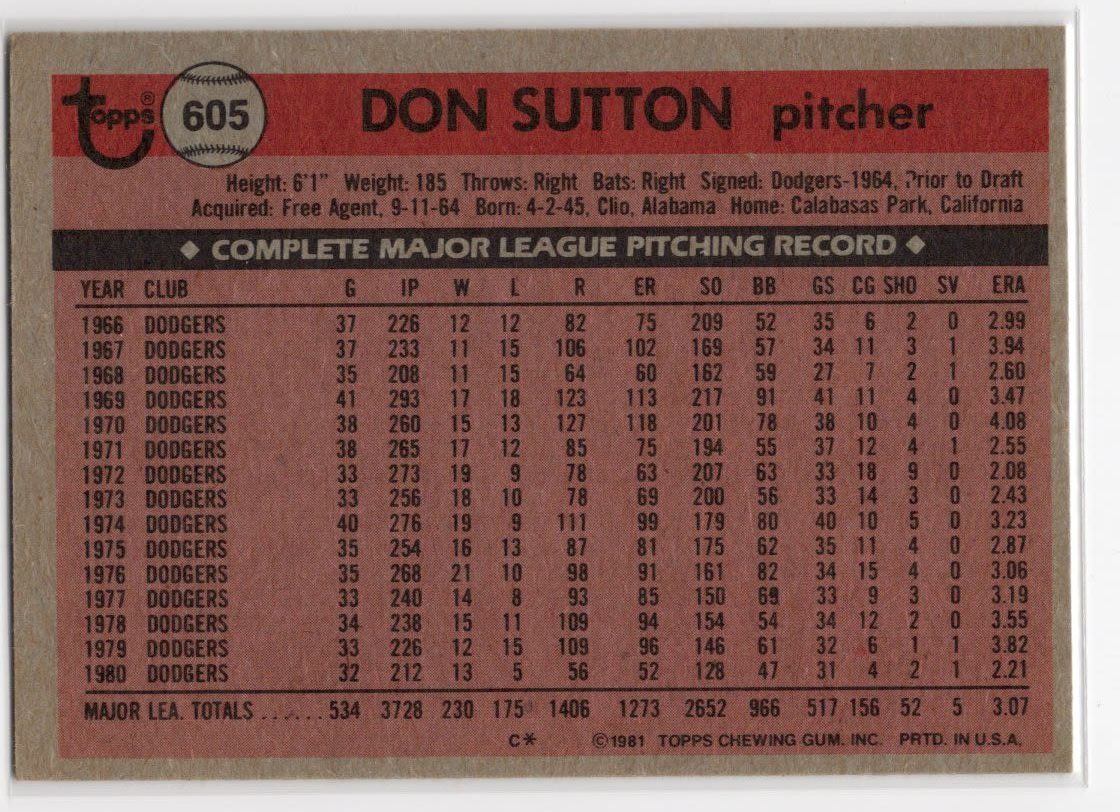 Topps® 605 DON SUTTON pitcher
Height: 6'1" Weight: 185 Throws: Right Bats: Right Signed: Dodgers-1964, Prior to Draft
Acquired: Free Agent, 9-11-64 Born: 4-2-45, Clio, Alabama Home: Calabasas Park, California
◆ COMPLETE MAJOR LEAGUE PITCHING RECORD ◆
YEAR CLUB G IP W L R ER SO BB GS CG SHO SV ERA
1966 DODGERS 37 226 12 12 82 75 209 52 35 6 2 0 2.99
1967 DODGERS 37 233 11 15 106 102 169 57 34 11 3 1 3.94
1968 DODGERS 35 208 11 15 64 60 162 59 27 7 2 1 2.60
1969 DODGERS 41 293 17 18 123 113 217 91 41 11 4 0 3.47
1970 DODGERS 38 260 15 13 127 118 201 78 38 10 4 0 4.08
1971 DODGERS 38 265 17 12 85 75 194 55 37 12 4 1 2.55
1972 DODGERS 33 273 19 9 78 63 207 63 33 18 9 0 2.08
1973 DODGERS 33 256 18 10 78 69 200 56 33 14 3 0 2.43
1974 DODGERS 40 276 19 9 111 99 179 80 40 10 5 0 3.23
1975 DODGERS 35 254 16 13 87 81 175 62 35 11 4 0 2.87
1976 DODGERS 35 268 21 10 98 91 161 82 34 15 4 0 3.06
1977 DODGERS 33 240 14 8 93 85 150 69 33 9 3 0 3.19
1978 DODGERS 34 238 15 11 109 94 154 54 34 12 2 0 3.55
1979 DODGERS 33 226 12 15 109 96 146 61 32 6 1 1 3.82
1980 DODGERS 32 212 13 5 56 52 128 47 31 4 2 1 2.21
MAJOR LEA. TOTALS ....... 534 3728 230 175 1406 1273 2652 966 517 156 52 5 3.07
C* ©1981 TOPPS CHEWING GUM. INC. PRTD. IN U.S.A.